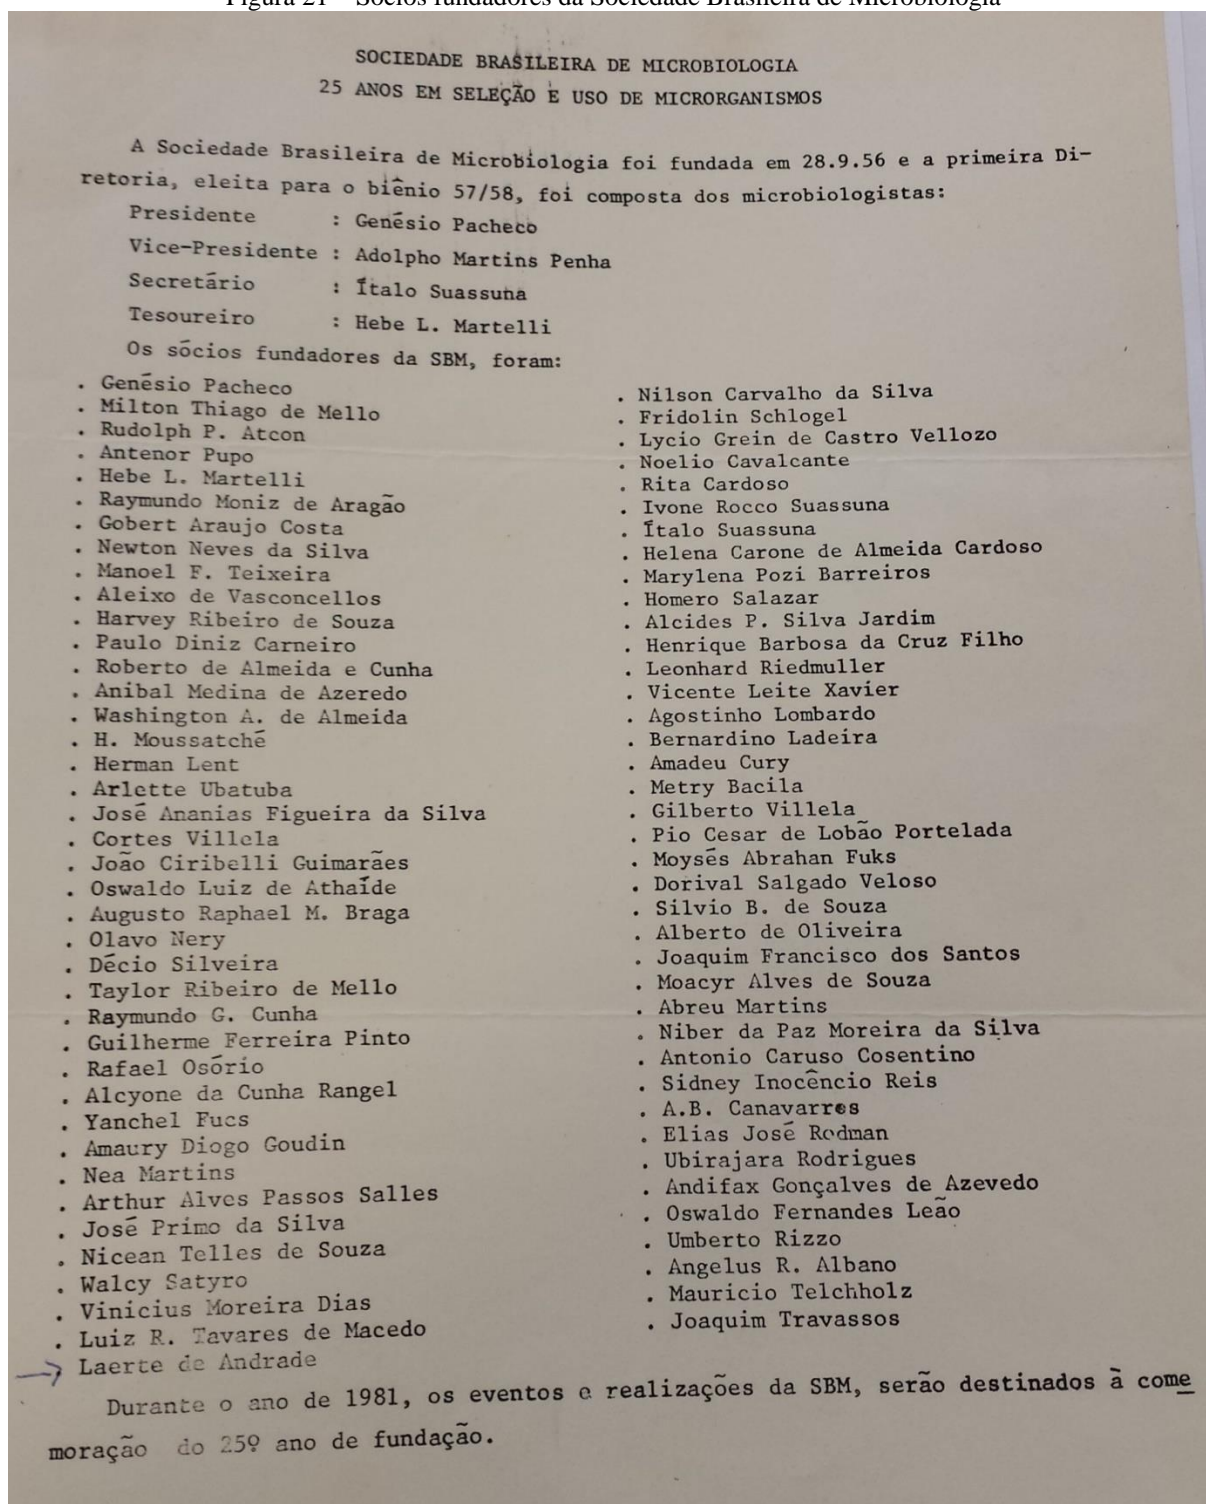 Figura 21 – Sócios fundadores da Sociedade Brasileira de Microbiologia
SOCIEDADE BRASILEIRA DE MICROBIOLOGIA
25 ANOS EM SELEÇÃO E USO DE MICRORGANISMOS
A Sociedade Brasileira de Microbiologia foi fundada em 28.9.56 e a primeira Di-
retoria, eleita para o biênio 57/58, foi composta dos microbiologistas:
Presidente : Genésio Pacheco
Vice-Presidente : Adolpho Martins Penha
Secretário : Ítalo Suassuna
Tesoureiro : Hebe L. Martelli
Os sócios fundadores da SBM, foram:
. Genésio Pacheco
. Milton Thiago de Mello
. Rudolph P. Atcon
. Antenor Pupo
. Hebe L. Martelli
. Raymundo Moniz de Aragão
. Gobert Araujo Costa
. Newton Neves da Silva
. Manoel F. Teixeira
. Aleixo de Vasconcellos
. Harvey Ribeiro de Souza
. Paulo Diniz Carneiro
. Roberto de Almeida e Cunha
. Anibal Medina de Azeredo
. Washington A. de Almeida
. H. Moussatché
. Herman Lent
. Arlette Ubatuba
. José Ananias Figueira da Silva
. Cortes Villela
. João Ciribelli Guimarães
. Oswaldo Luiz de Athaíde
. Augusto Raphael M. Braga
. Olavo Nery
. Décio Silveira
. Taylor Ribeiro de Mello
. Raymundo G. Cunha
. Guilherme Ferreira Pinto
. Rafael Osório
. Alcyone da Cunha Rangel
. Yanchel Fucs
. Amaury Diogo Goudin
. Nea Martins
. Arthur Alves Passos Salles
. José Primo da Silva
. Nicean Telles de Souza
. Walcy Satyro
. Vinicius Moreira Dias
. Luiz R. Tavares de Macedo
→ Laerte de Andrade
. Nilson Carvalho da Silva
. Fridolin Schlogel
. Lycio Grein de Castro Vellozo
. Noelio Cavalcante
. Rita Cardoso
. Ivone Rocco Suassuna
. Ítalo Suassuna
. Helena Carone de Almeida Cardoso
. Marylena Pozi Barreiros
. Homero Salazar
. Alcides P. Silva Jardim
. Henrique Barbosa da Cruz Filho
. Leonhard Riedmuller
. Vicente Leite Xavier
. Agostinho Lombardo
. Bernardino Ladeira
. Amadeu Cury
. Metry Bacila
. Gilberto Villela
. Pio Cesar de Lobão Portelada
. Moysés Abrahan Fuks
. Dorival Salgado Veloso
. Silvio B. de Souza
. Alberto de Oliveira
. Joaquim Francisco dos Santos
. Moacyr Alves de Souza
. Abreu Martins
. Niber da Paz Moreira da Silva
. Antonio Caruso Cosentino
. Sidney Inocêncio Reis
. A.B. Canavarres
. Elias José Rodman
. Ubirajara Rodrigues
. Andifax Gonçalves de Azevedo
. Oswaldo Fernandes Leão
. Umberto Rizzo
. Angelus R. Albano
. Mauricio Telchholz
. Joaquim Travassos
Durante o ano de 1981, os eventos e realizações da SBM, serão destinados à come
moração do 25º ano de fundação.